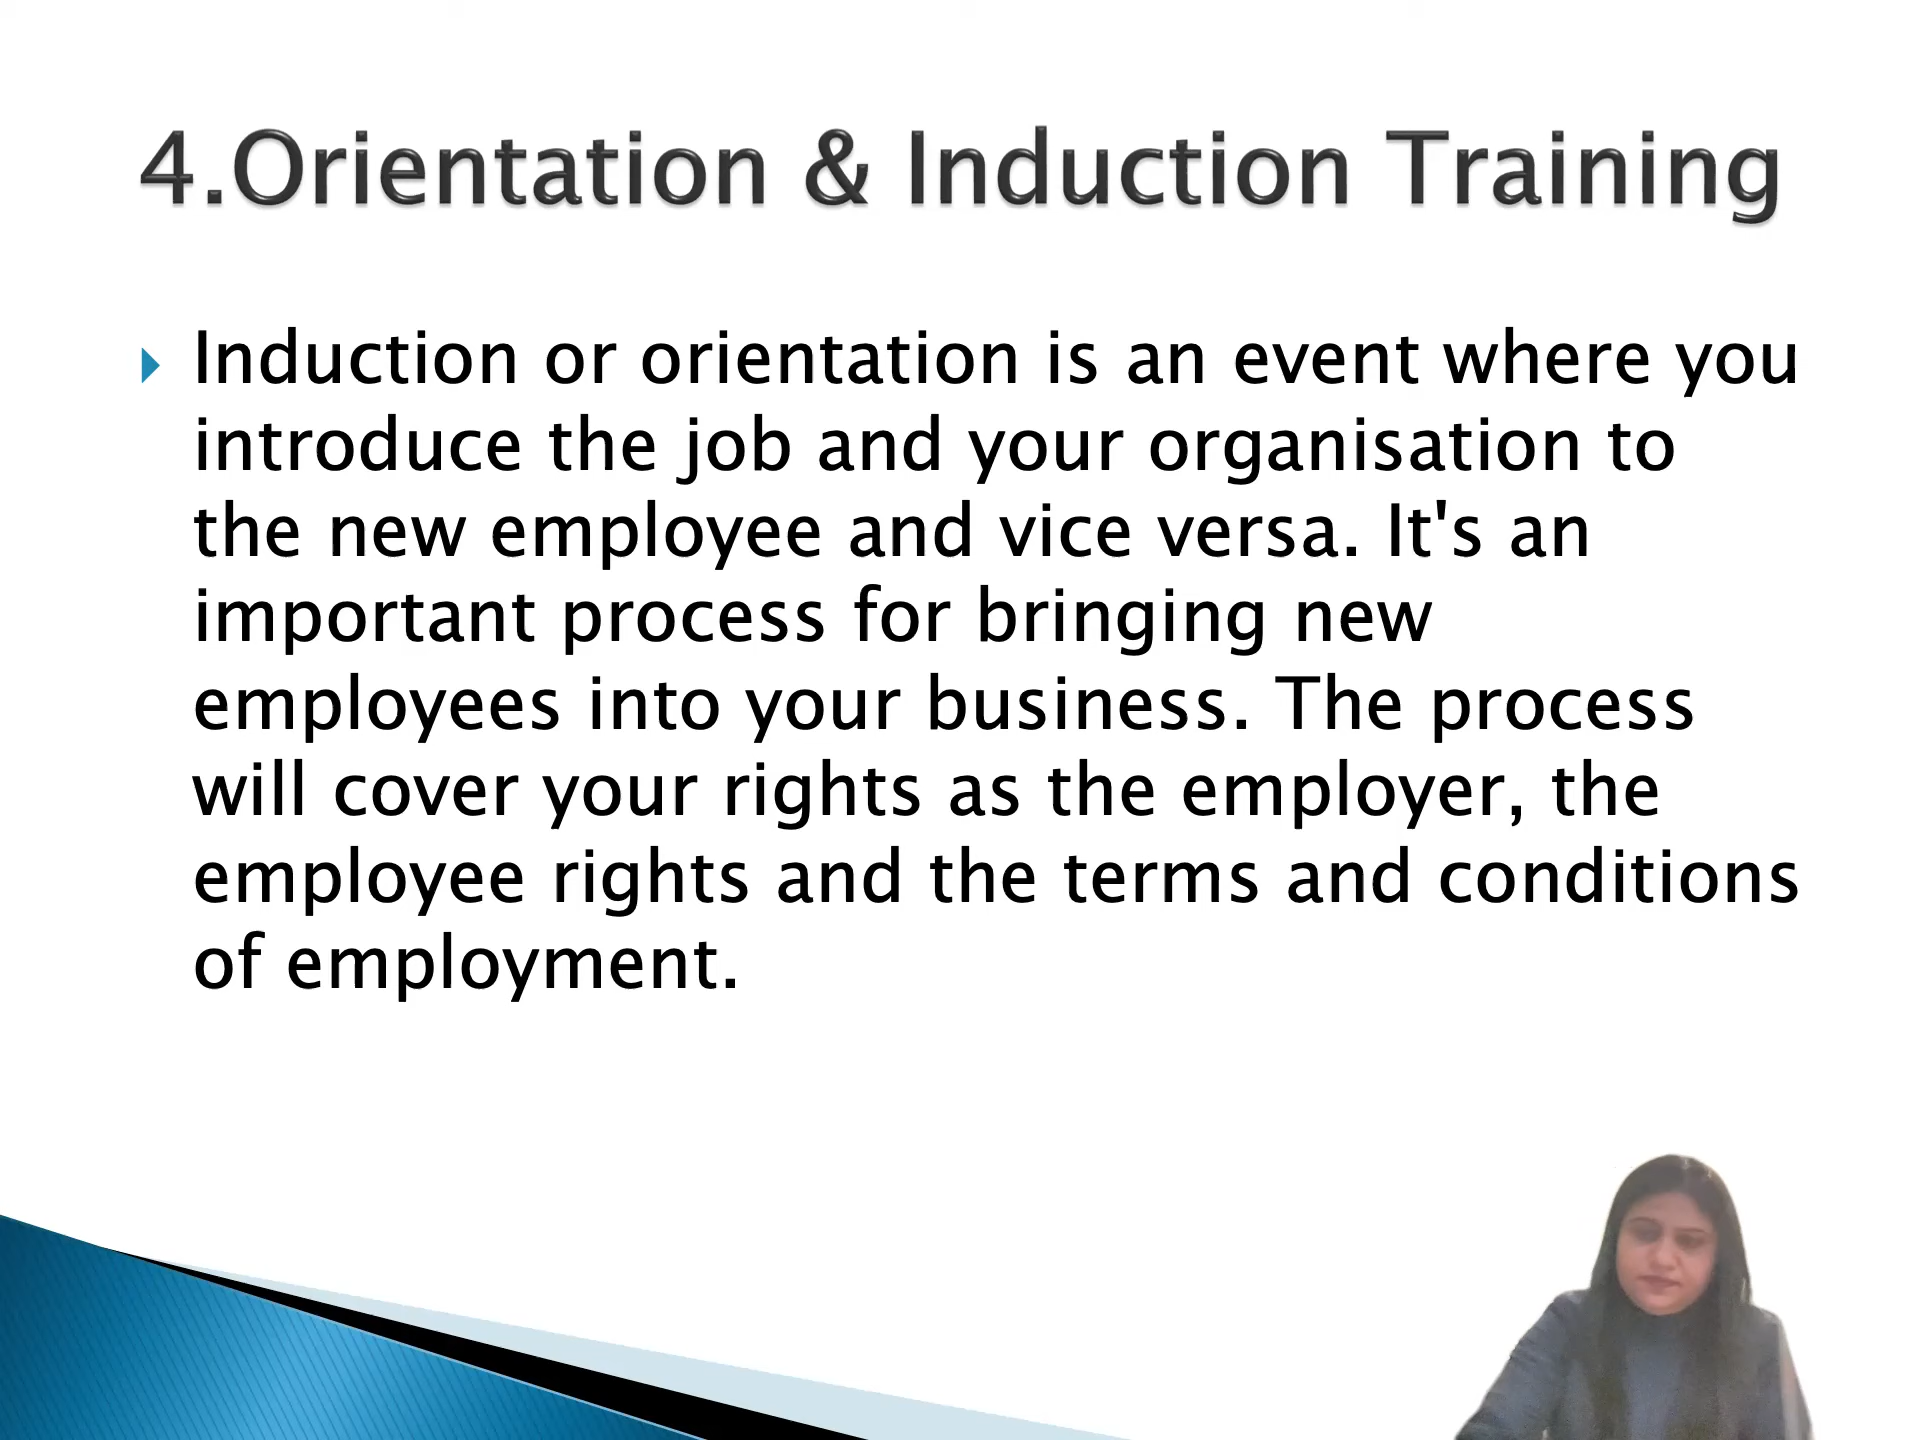 4.Orientation & Induction Training
Induction or orientation is an event where you
introduce the job and your organisation to
the new employee and vice versa. It's an
important process for bringing new
employees into your business. The process
will cover your rights as the employer, the
employee rights and the terms and conditions
of employment.